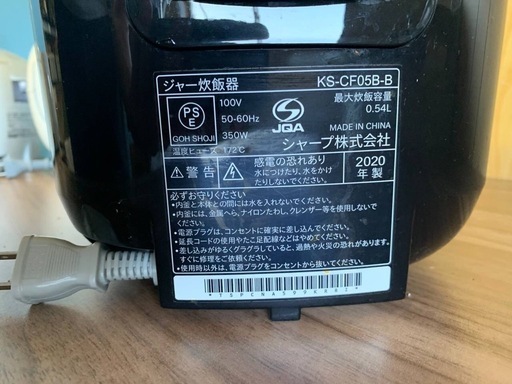 ジャー炊飯器 KS-CF05B-B
PS
E
GOH SHOJI
100V
50-60Hz
350W
JQA
最大炊飯容量
0.54L
MADE IN CHINA
温度ヒューズ 172℃
シャープ株式会社
⚠警告
感電の恐れあり
水につけたり、水をかけ
たりしないでください。
2020
年製
必ずお守りください
•内釜と本体との間には水を入れないでください。
•内釜には、金属へら、ナイロンたわし、クレンザー等を使用しない
でください。
•電源プラグは、コンセントに確実に差し込んでください。
•延長コードの使用やたこ足配線などはやめてください。
•差し込みがゆるきとグラグラしていると、過熱や火災の恐れがあります。
すぐに修理をご依頼ください。
•使用時以外は、電源プラグをコンセントから抜いてください。